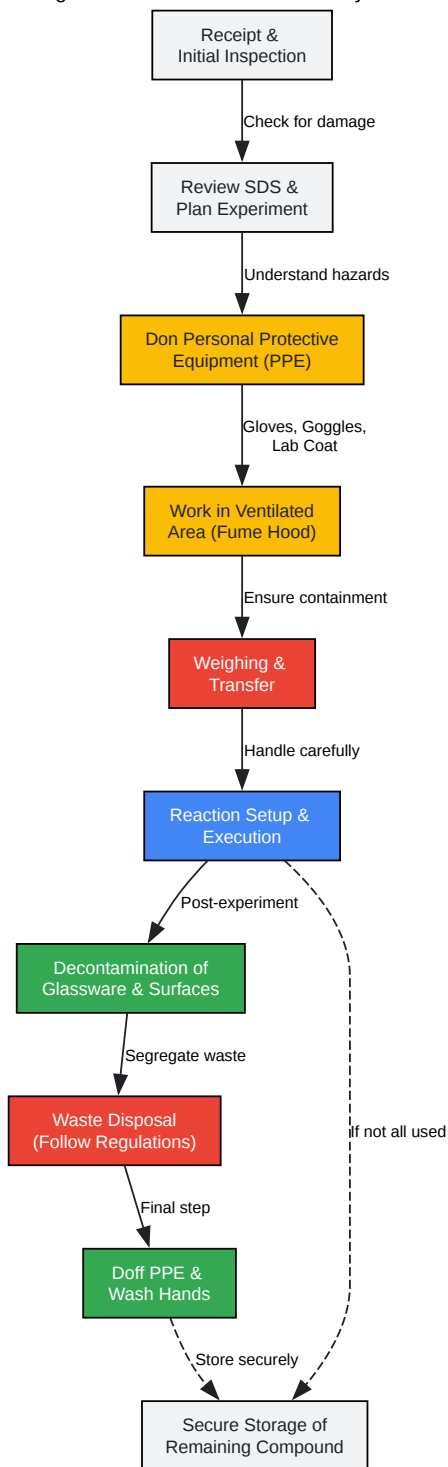 Receipt &
Initial Inspection
Check for damage
Review SDS &
Plan Experiment
Understand hazards
Don Personal Protective
Equipment (PPE)
Gloves, Goggles,
Lab Coat
Work in Ventilated
Area (Fume Hood)
Ensure containment
Weighing &
Transfer
Handle carefully
Reaction Setup &
Execution
Post-experiment
Decontamination of
Glassware & Surfaces
Segregate waste
If not all used
Waste Disposal
(Follow Regulations)
Final step
Doff PPE &
Wash Hands
Store securely
Secure Storage of
Remaining Compound